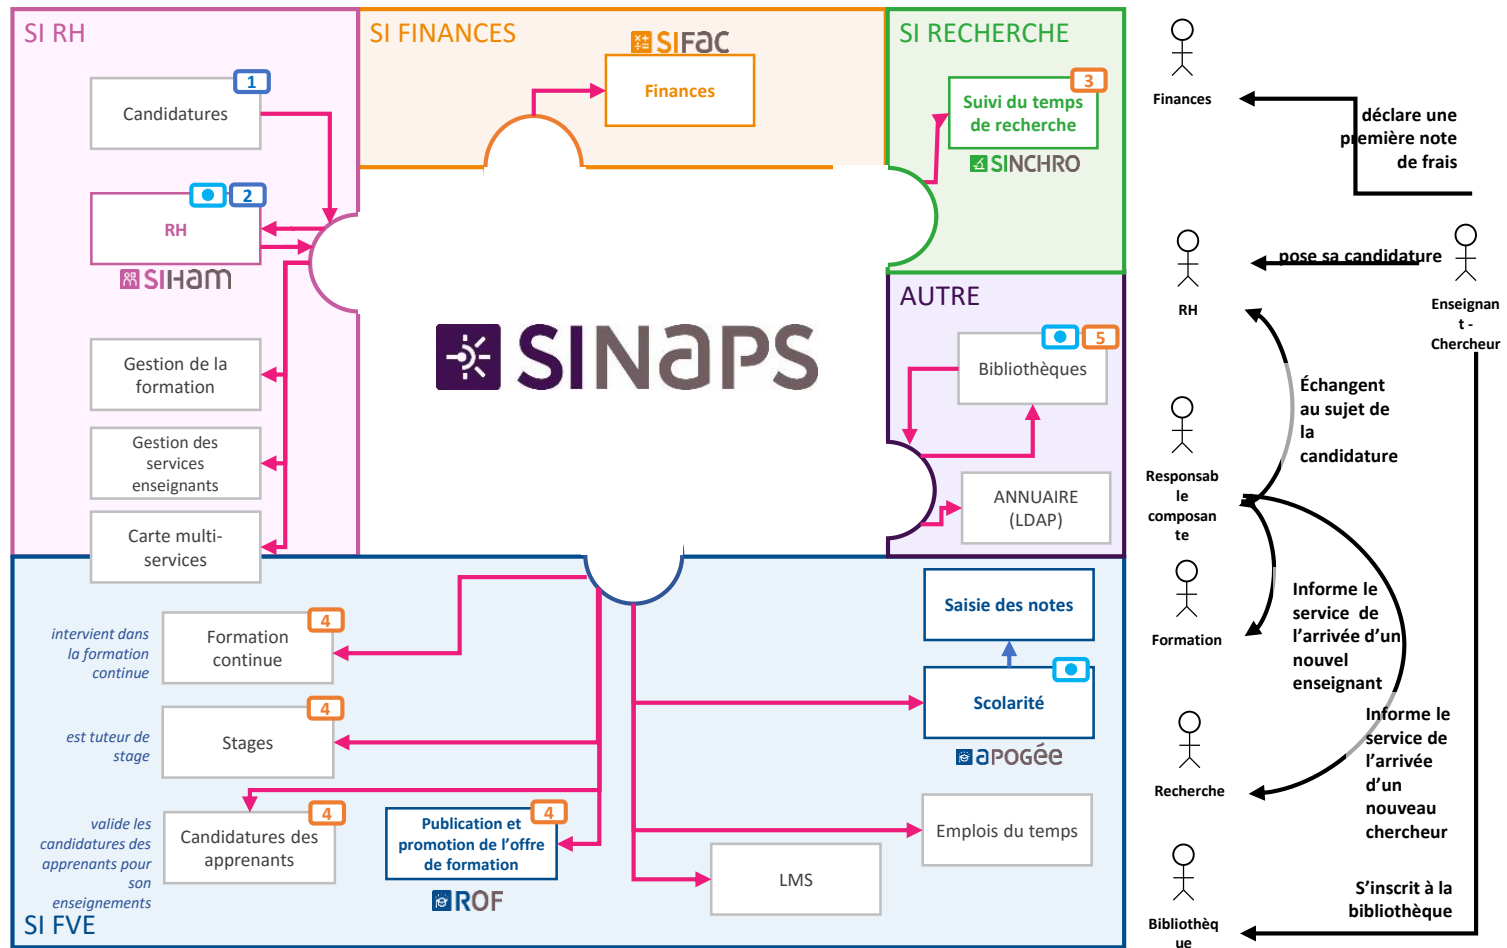 SI RH
SI FINANCES
SIFAC
SI RECHERCHE
1
Candidatures
Finances
3
Suivi du temps
de recherche
SINCHRO
2
RH
SIHAM
AUTRE
SINAPS
5
Bibliothèques
Gestion de la
formation
Gestion des
services
enseignants
ANNUAIRE
(LDAP)
Carte multi-
services
intervient dans
la formation
continue
4
Formation
continue
Saisie des notes
est tuteur de
stage
4
Stages
Scolarité
APOGÉE
valide les
candidatures des
apprenants pour
son
enseignements
4
Candidatures des
apprenants
4
Publication et
promotion de l’offre
de formation
ROF
Emplois du temps
LMS
SI FVE
Finances
déclare une
première note
de frais
pose sa candidature
RH
Enseignan
t -
Chercheur
Échangent
au sujet de
la
candidature
Responsab
le
composan
te
Informe le
service de
l’arrivée d’un
nouvel
enseignant
Formation
Informe le
service de
l’arrivée
d’un
nouveau
chercheur
Recherche
S’inscrit à la
bibliothèque
Bibliothèq
ue